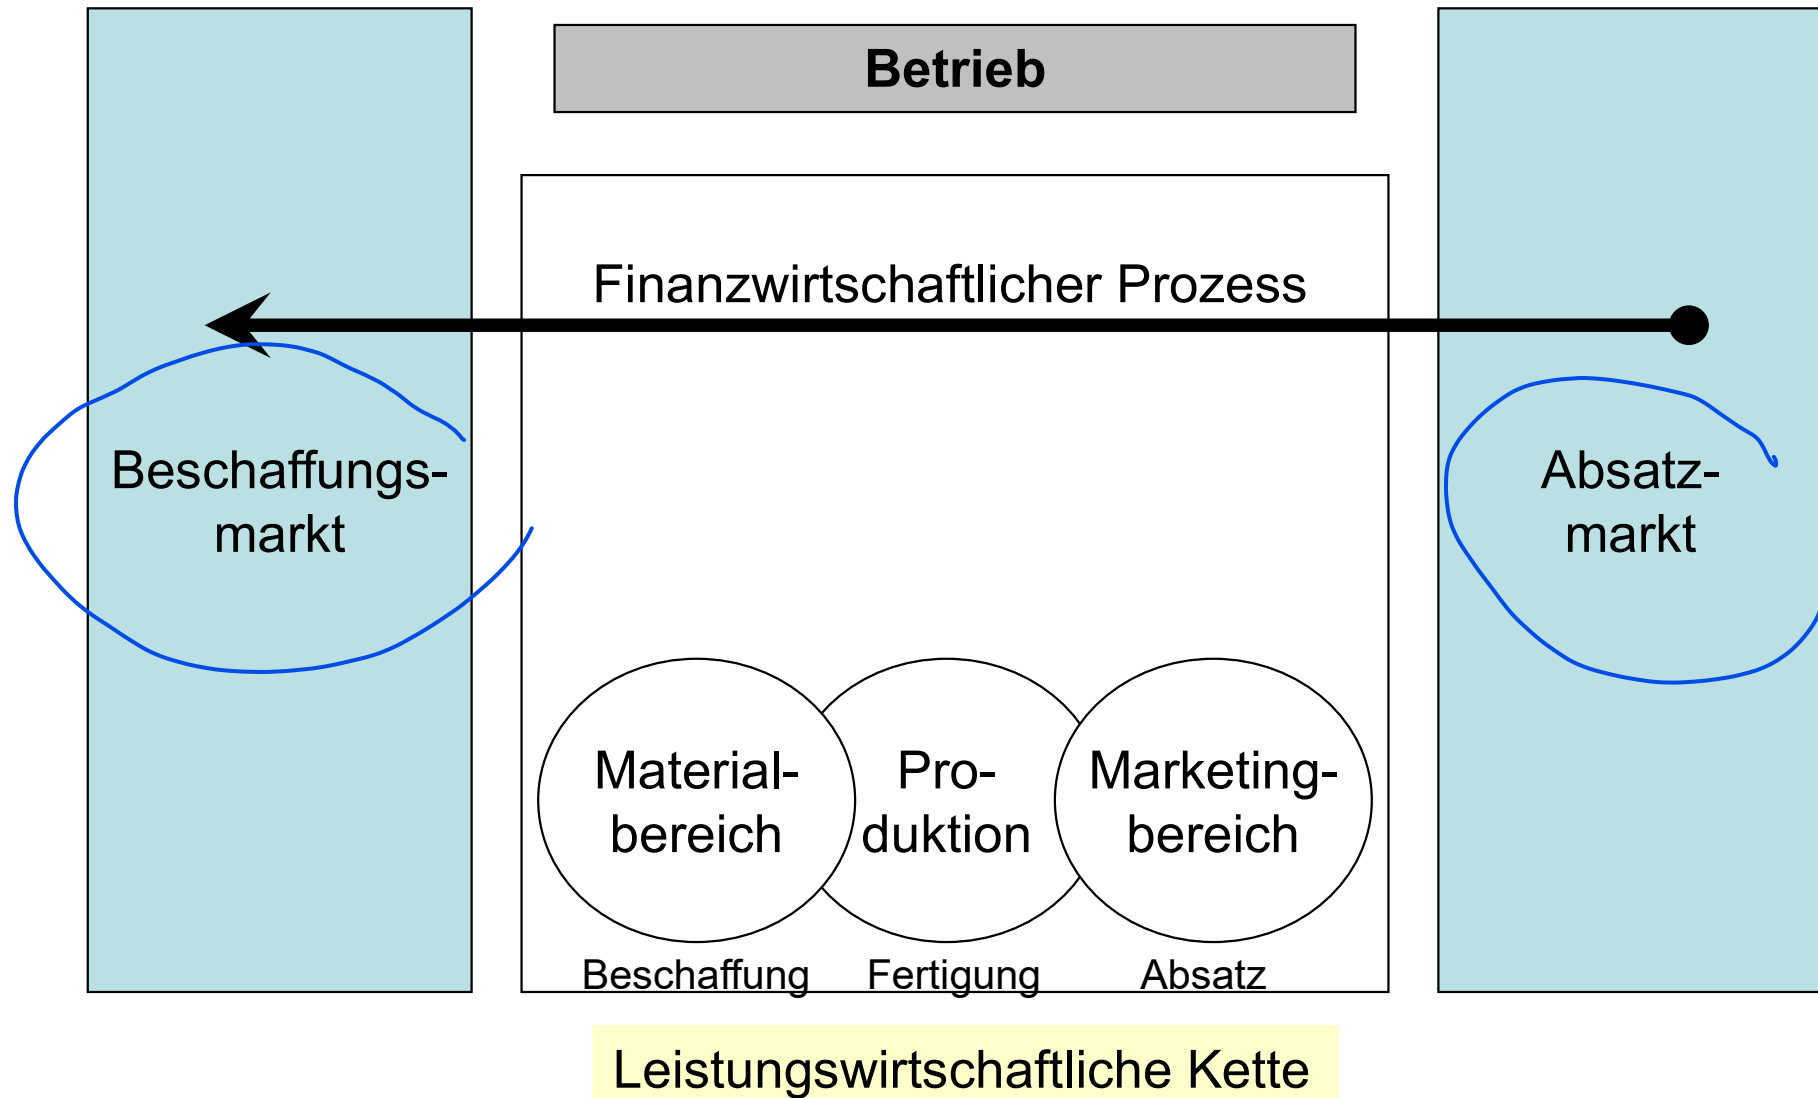 Betrieb
Finanzwirtschaftlicher Prozess
Beschaffungs-
markt
Absatz-
markt
Material-
bereich
Pro-
duktion
Marketing-
bereich
Beschaffung
Fertigung
Absatz
Leistungswirtschaftliche Kette